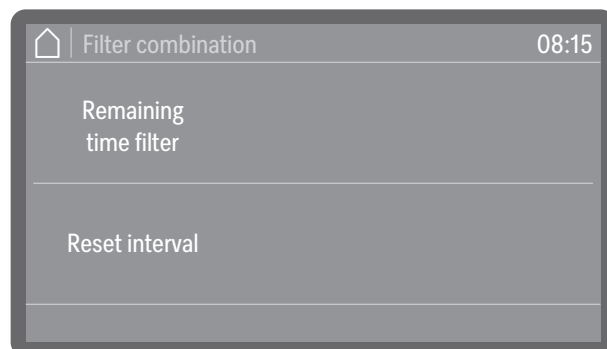 Filter combination 08:15
Remaining
time filter
Reset interval